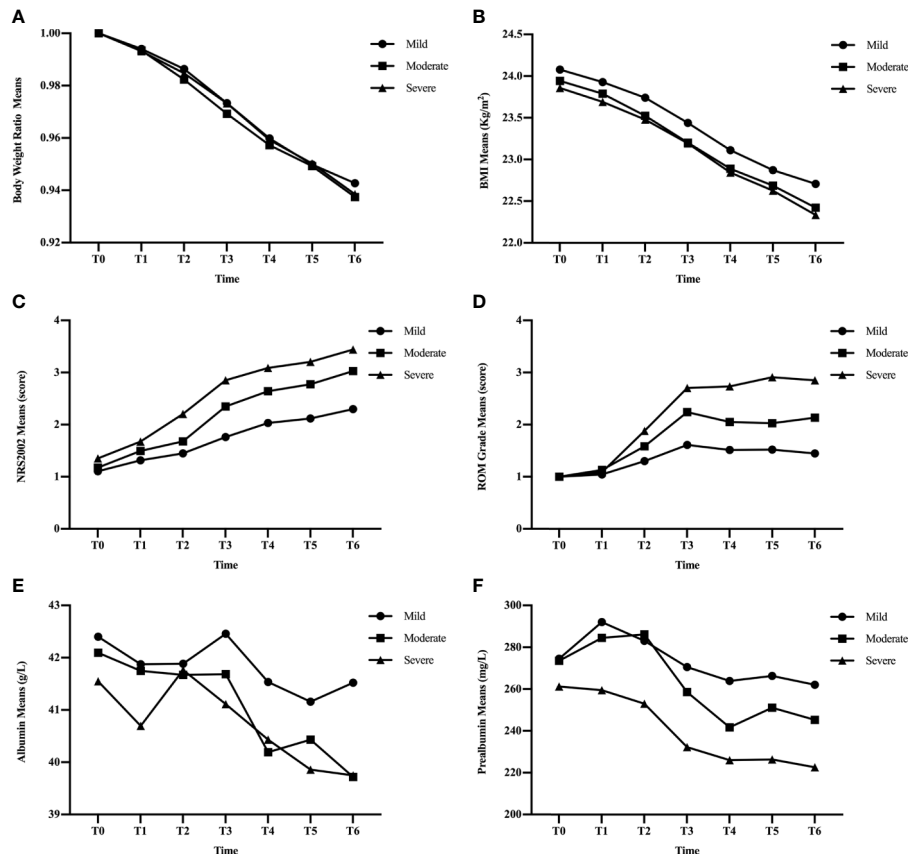 A
Body Weight Ratio Means
1.00
0.98
0.96
0.94
0.92
T0 T1 T2 T3 T4 T5 T6
Time
Mild
Moderate
Severe
B
BMI Means (Kg/m²)
24.5
24.0
23.5
23.0
22.5
22.0
T0 T1 T2 T3 T4 T5 T6
Time
Mild
Moderate
Severe
C
NRS2002 Means (score)
4
3
2
1
0
T0 T1 T2 T3 T4 T5 T6
Time
Mild
Moderate
Severe
D
ROM Grade Means (score)
4
3
2
1
0
T0 T1 T2 T3 T4 T5 T6
Time
Mild
Moderate
Severe
E
Albumin Means (g/L)
43
42
41
40
39
T0 T1 T2 T3 T4 T5 T6
Time
Mild
Moderate
Severe
F
Prealbumin Means (mg/L)
300
280
260
240
220
200
T0 T1 T2 T3 T4 T5 T6
Time
Mild
Moderate
Severe